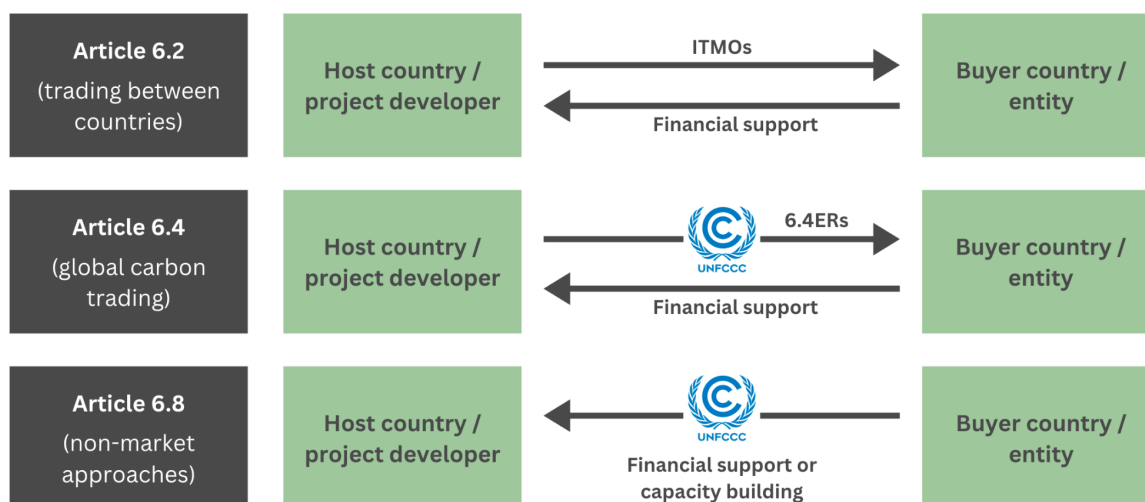 Article 6.2
(trading between
countries)
Host country /
project developer
ITMOs
Financial support
Buyer country /
entity
Article 6.4
(global carbon
trading)
Host country /
project developer
UNFCCC
6.4ERs
Financial support
Buyer country /
entity
Article 6.8
(non-market
approaches)
Host country /
project developer
UNFCCC
Financial support or
capacity building
Buyer country /
entity